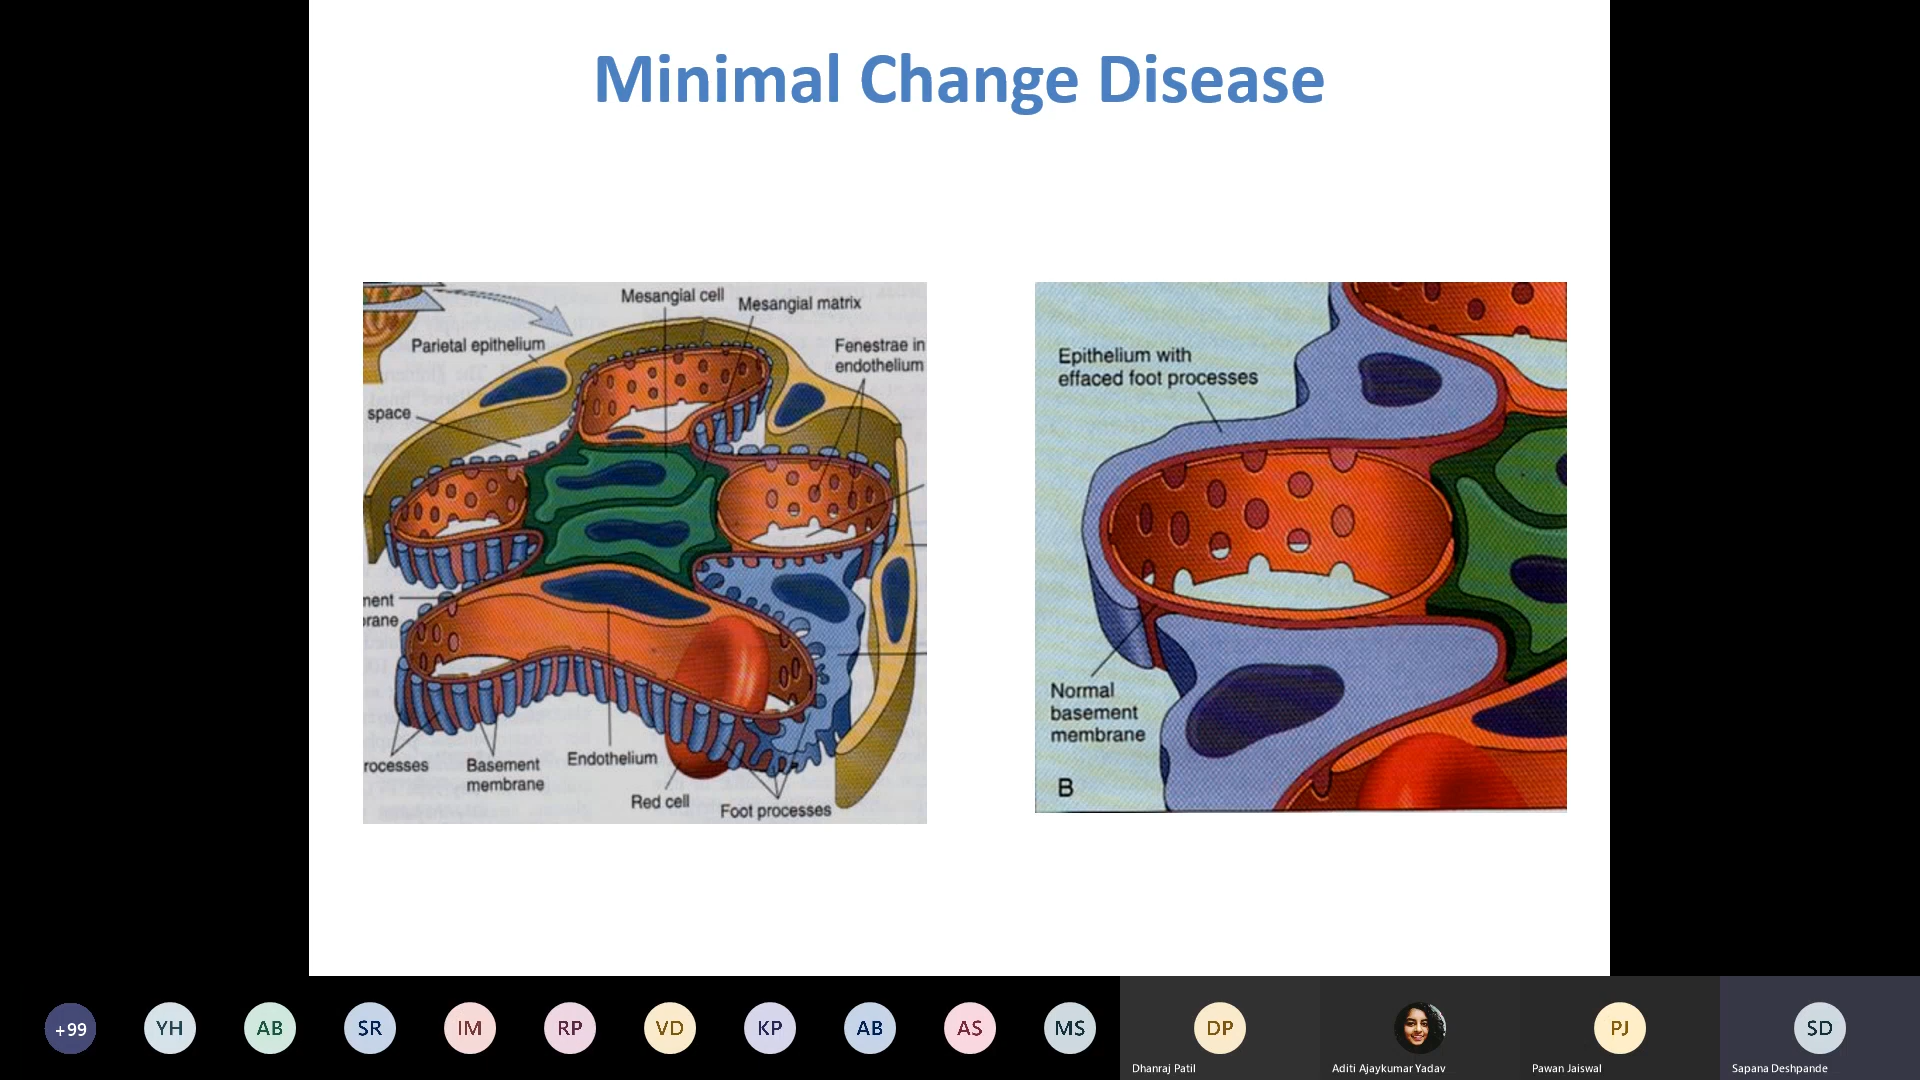 Minimal Change Disease
Mesangial cell
Mesangial matrix
Parietal epithelium
Fenestrae in
endothelium
space
ment
brane
rocesses
Basement
membrane
Endothelium
Red cell
Foot processes
Epithelium with
effaced foot processes
Normal
basement
membrane
B
+99
YH
AB
SR
IM
RP
VD
KP
AB
AS
MS
DP
PJ
SD
Dhanraj Patil
Aditi Ajaykumar Yadav
Pawan Jaiswal
Sapana Deshpande